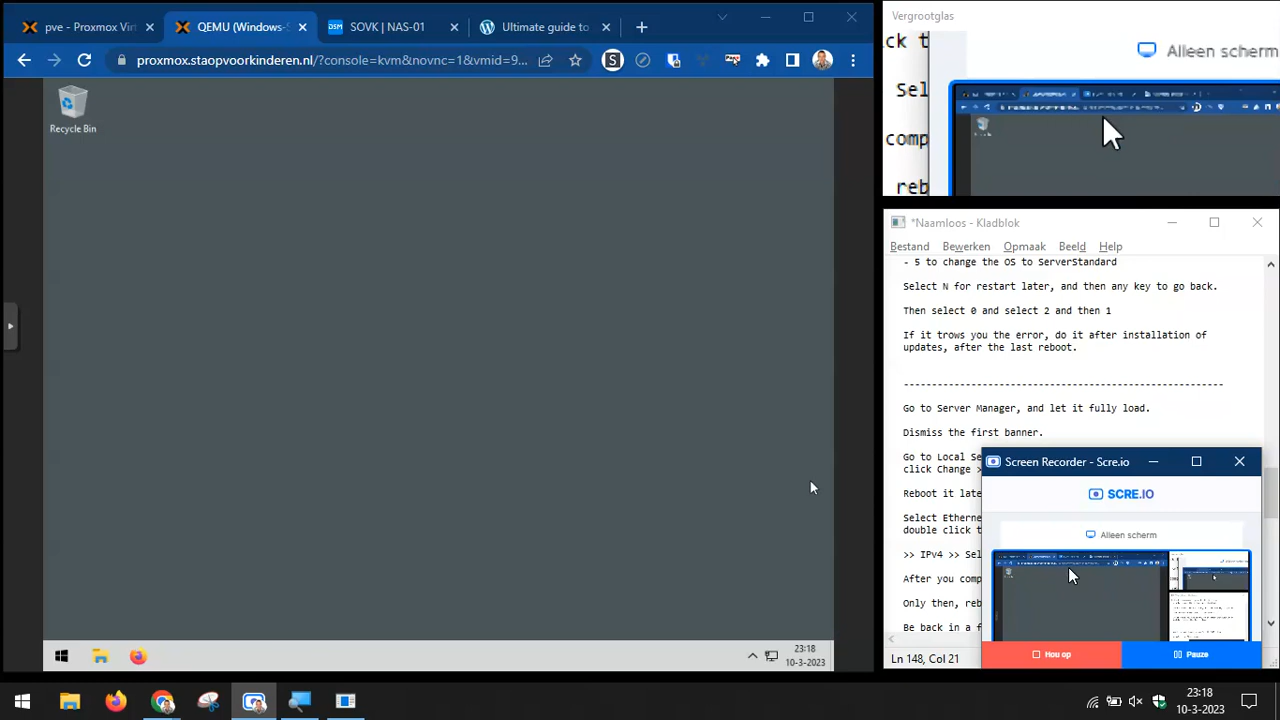 pve - Proxmox Virt
QEMU (Windows-S
SOVK | NAS-01
Ultimate guide to
proxmox.staopvoorkinderen.nl/?console=kvm&novnc=1&vmid=9...
Recycle Bin
23:18
10-3-2023
Vergrootglas
ck t
Alleen scherm
Sel
comp
reb
*Naamloos - Kladblok
Bestand Bewerken Opmaak Beeld Help
- 5 to change the OS to ServerStandard
Select N for restart later, and then any key to go back.
Then select 0 and select 2 and then 1
If it trows you the error, do it after installation of
updates, after the last reboot.
-----------------------------------------------------
Go to Server Manager, and let it fully load.
Dismiss the first banner.
Go to Local Se
click Change >
Reboot it late
Select Etherne
double click t
>> IPv4 >> Sel
After you comp
Only then, reb
Be back in a f
Ln 148, Col 21
Screen Recorder - Scre.io
SCRE.IO
Alleen scherm
Hou op
Pauze
23:18
10-3-2023